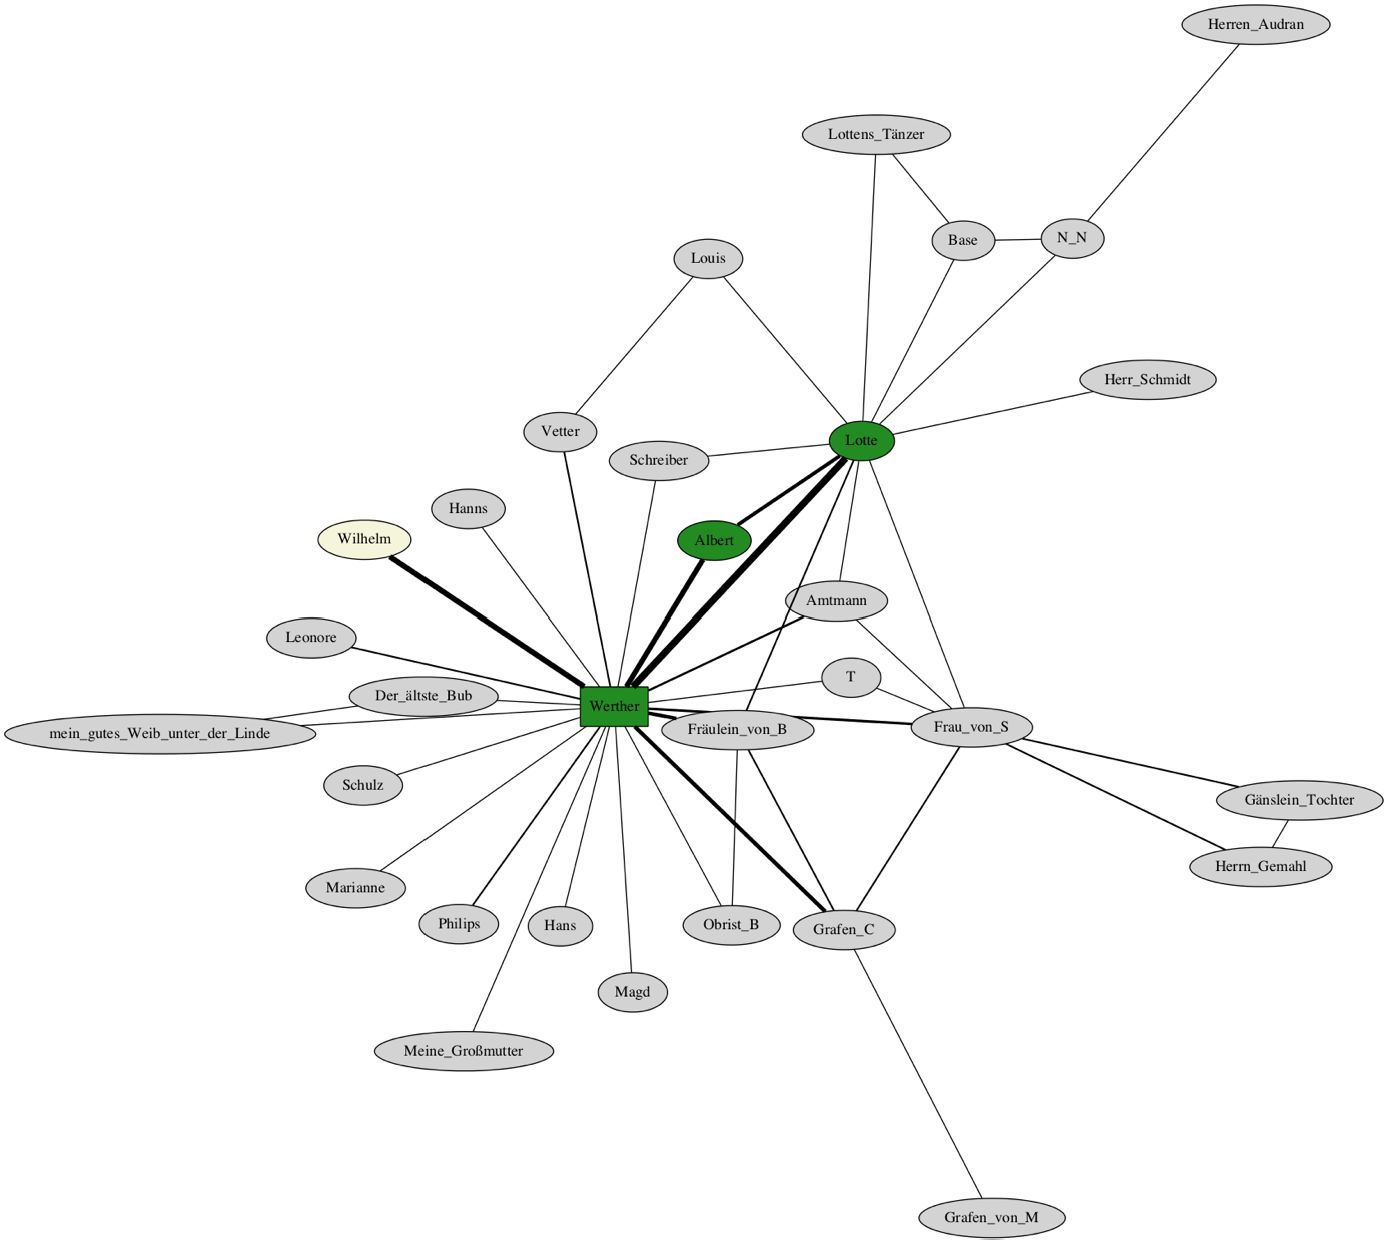 Herren_Audran
Lottens_Tänzer
Base
N_N
Louis
Herr_Schmidt
Vetter
Lotte
Schreiber
Hanns
Wilhelm
Albert
Amtmann
Leonore
T
Der_älste_Bub
Werther
mein_gutes_Weib_unter_der_Linde
Fräulein_von_B
Frau_von_S
Schulz
Gänslein_Tochter
Herrn_Gemahl
Marianne
Philips
Hans
Obrist_B
Grafen_C
Magd
Meine_Großmutter
Grafen_von_M